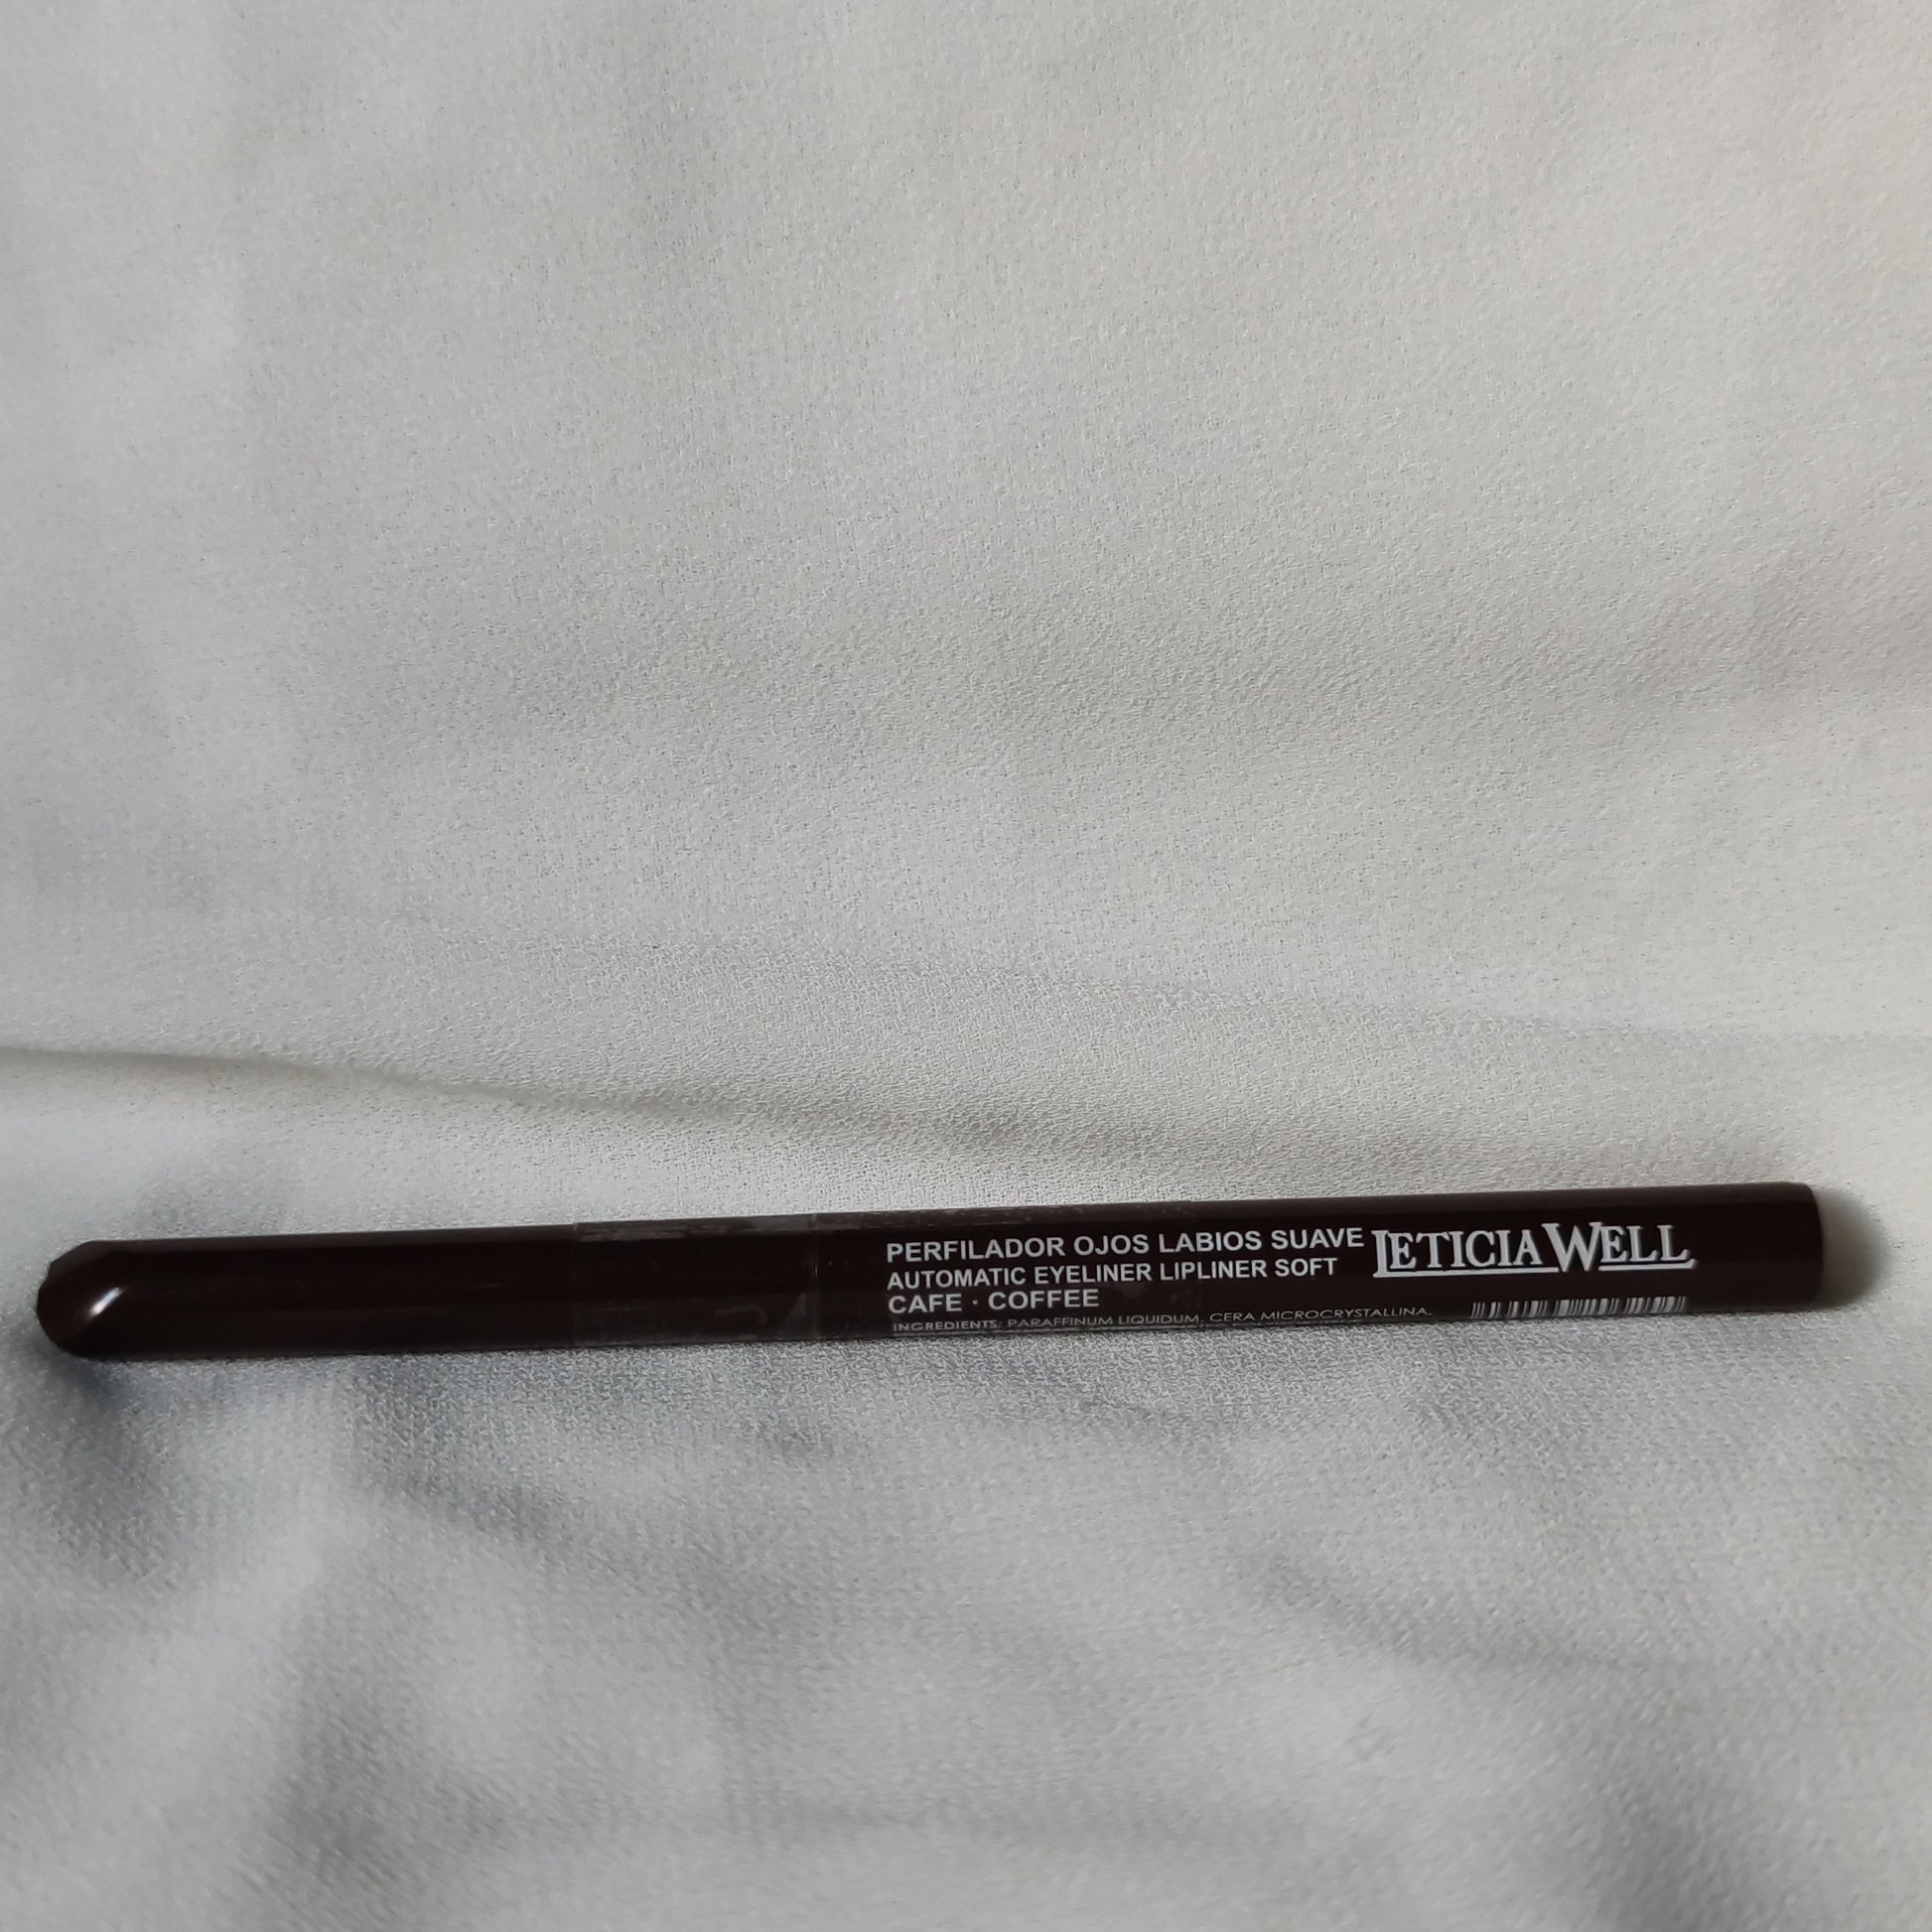 PERFILADOR OJOS LABIOS SUAVE
AUTOMATIC EYELINER LIPLINER SOFT
CAFE · COFFEE
INGREDIENTS: PARAFFINUM LIQUIDUM, CERA MICROCRYSTALLINA,
LETICIA WELL